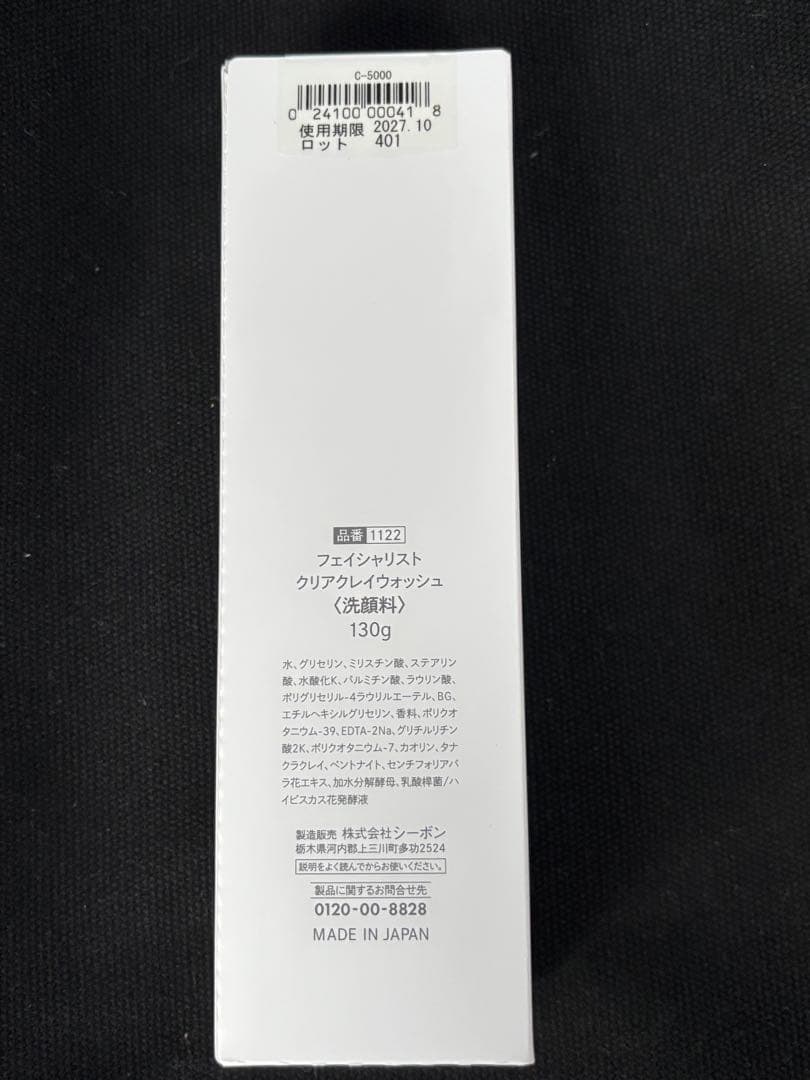 C-5000
0 24100 00041 8
使用期限 2027.10
ロット 401
品番 1122
フェイシャリスト
クリアクレイウォッシュ
〈洗顔料〉
130g
水、グリセリン、ミリスチン酸、ステアリン
酸、水酸化K、パルミチン酸、ラウリン酸、
ポリグリセリル-4ラウリルエーテル、BG、
エチルヘキシルグリセリン、香料、ポリクオ
タニウム-39、EDTA-2Na、グリチルリチン
酸2K、ポリクオタニウム-7、カオリン、タナ
クラクレイ、ベントナイト、センチフォリアバ
ラ花エキス、加水分解酵母、乳酸桿菌/ハ
イビスカス花発酵液
製造販売 株式会社シーボン
栃木県河内郡上三川町多功2524
説明をよく読んでからお使いください。
製品に関するお問合せ先
0120-00-8828
MADE IN JAPAN